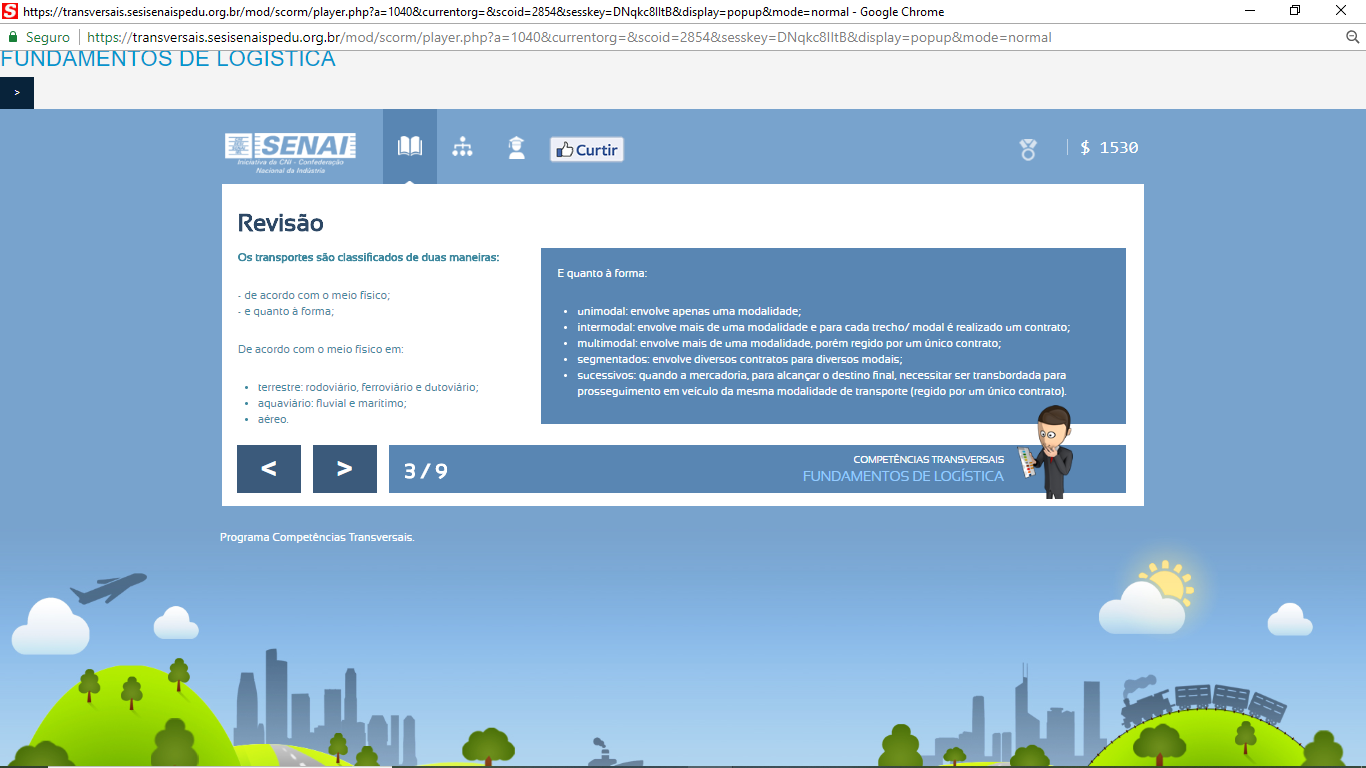 https://transversais.sesisenaispedu.org.br/mod/scorm/player.php?a=1040&currentorg=&scoid=2854&sesskey=DNqkc8IltB&display=popup&mode=normal - Google Chrome
Seguro
https://transversais.sesisenaispedu.org.br/mod/scorm/player.php?a=1040&currentorg=&scoid=2854&sesskey=DNqkc8IltB&display=popup&mode=normal
FUNDAMENTOS DE LOGÍSTICA
>
SENAI
Iniciativa da CNI - Confederação
Nacional da Indústria
Curtir
$ 1530
Revisão
Os transportes são classificados de duas maneiras:
- de acordo com o meio físico;
- e quanto à forma;
De acordo com o meio físico em:
• terrestre: rodoviário, ferroviário e dutoviário;
• aquaviário: fluvial e marítimo;
• aéreo.
E quanto à forma:
• unimodal: envolve apenas uma modalidade;
• intermodal: envolve mais de uma modalidade e para cada trecho/ modal é realizado um contrato;
• multimodal: envolve mais de uma modalidade, porém regido por um único contrato;
• segmentados: envolve diversos contratos para diversos modais;
• sucessivos: quando a mercadoria, para alcançar o destino final, necessitar ser transbordada para
prosseguimento em veículo da mesma modalidade de transporte (regido por um único contrato).
<
>
3 / 9
COMPETÊNCIAS TRANSVERSAIS
FUNDAMENTOS DE LOGÍSTICA
Programa Competências Transversais.